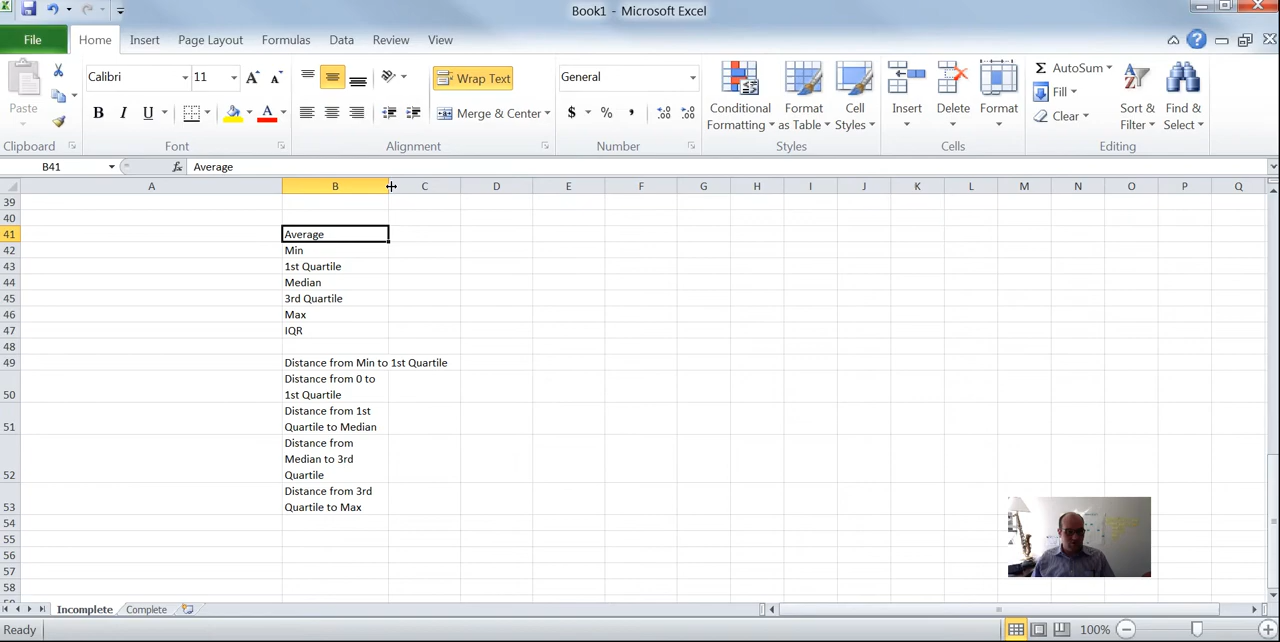 Book1 - Microsoft Excel
File Home Insert Page Layout Formulas Data Review View
Calibri 11 Wrap Text General AutoSum
Fill
Paste B I U A Merge & Center $ % , Conditional Formatting Format as Table Cell Styles Insert Delete Format Clear Sort & Filter Find & Select
Clipboard Font Alignment Number Styles Cells Editing
B41 fx Average
A B C D E F G H I J K L M N O P Q
39
40
41 Average
42 Min
43 1st Quartile
44 Median
45 3rd Quartile
46 Max
47 IQR
48
49 Distance from Min to 1st Quartile
Distance from 0 to
50 1st Quartile
Distance from 1st
51 Quartile to Median
Distance from
Median to 3rd
52 Quartile
Distance from 3rd
53 Quartile to Max
54
55
56
57
58
Incomplete Complete
Ready 100%